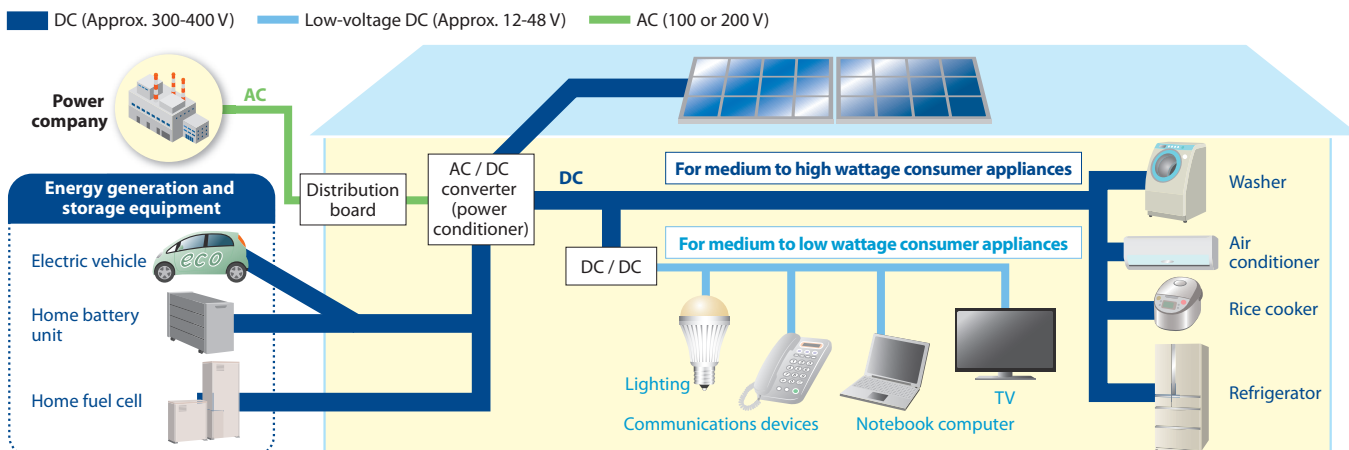 DC (Approx. 300-400 V)
Low-voltage DC (Approx. 12-48 V)
AC (100 or 200 V)
Power
company
AC
Energy generation and
storage equipment
Electric vehicle
eco
Home battery
unit
Home fuel cell
Distribution
board
AC / DC
converter
(power
conditioner)
DC
For medium to high wattage consumer appliances
DC / DC
For medium to low wattage consumer appliances
Lighting
Communications devices
Notebook computer
TV
Washer
Air
conditioner
Rice cooker
Refrigerator